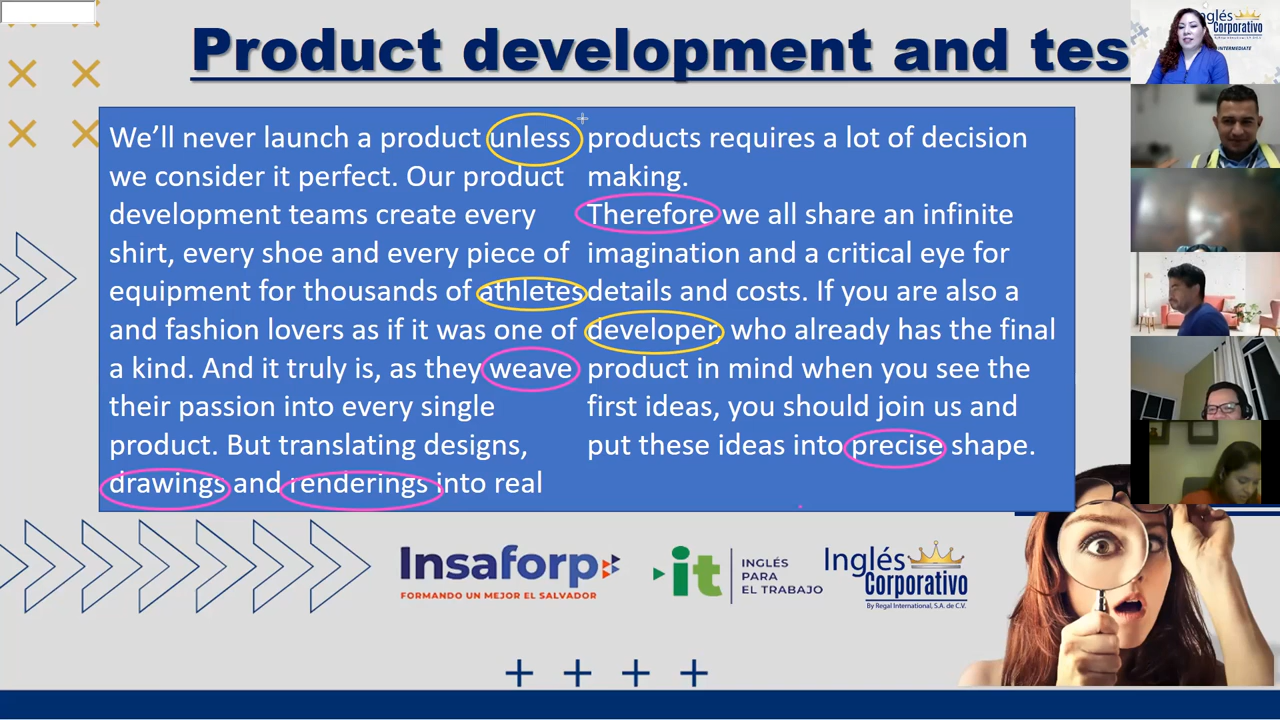 Product development and tes
We'll never launch a product unless
we consider it perfect. Our product
development teams create every
shirt, every shoe and every piece of
equipment for thousands of athletes
and fashion lovers as if it was one of
a kind. And it truly is, as they weave
their passion into every single
product. But translating designs,
drawings and renderings into real
products requires a lot of decision
making.
Therefore we all share an infinite
imagination and a critical eye for
details and costs. If you are also a
developer, who already has the final
product in mind when you see the
first ideas, you should join us and
put these ideas into precise shape.
Insaforp
FORMANDO UN MEJOR EL SALVADOR
it
INGLÉS
PARA
EL TRABAJO
Inglés
Corporativo
By Regal International, S.A. de C.V.
nglés
Corporativo
INTERMEDIATE